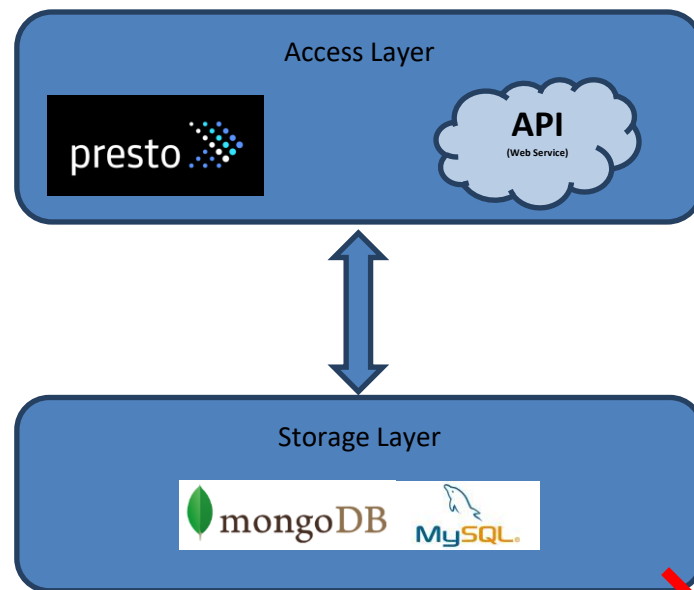 Access Layer
presto
API
(Web Service)
Storage Layer
mongoDB
MySQL®